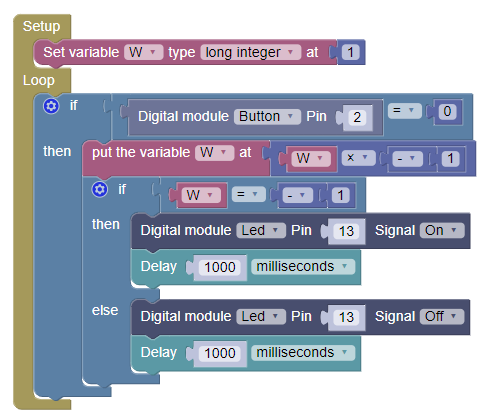 Setup
Set variable W type long integer at 1
Loop
if Digital module Button Pin 2 = 0
then put the variable W at W × - 1
if W = - 1
then Digital module Led Pin 13 Signal On
Delay 1000 milliseconds
else Digital module Led Pin 13 Signal Off
Delay 1000 milliseconds